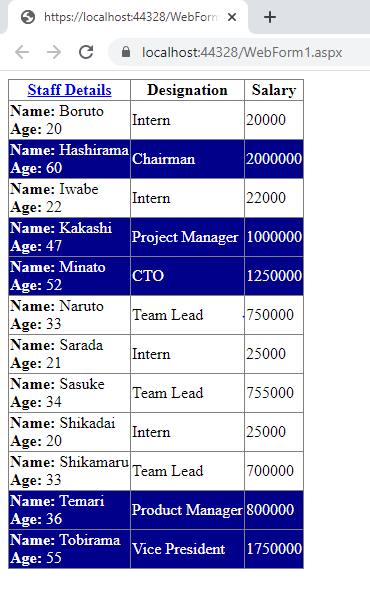 https://localhost:44328/WebForm
localhost:44328/WebForm1.aspx
Staff Details Designation Salary
Name: Boruto
Age: 20 Intern 20000
Name: Hashirama
Age: 60 Chairman 2000000
Name: Iwabe
Age: 22 Intern 22000
Name: Kakashi
Age: 47 Project Manager 1000000
Name: Minato
Age: 52 CTO 1250000
Name: Naruto
Age: 33 Team Lead 750000
Name: Sarada
Age: 21 Intern 25000
Name: Sasuke
Age: 34 Team Lead 755000
Name: Shikadai
Age: 20 Intern 25000
Name: Shikamaru
Age: 33 Team Lead 700000
Name: Temari
Age: 36 Product Manager 800000
Name: Tobirama
Age: 55 Vice President 1750000